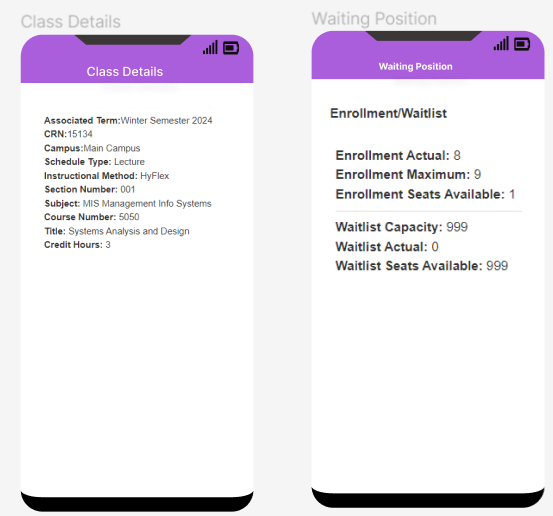 Class Details
Class Details
Associated Term:Winter Semester 2024
CRN:15134
Campus:Main Campus
Schedule Type: Lecture
Instructional Method: HyFlex
Section Number: 001
Subject: MIS Management Info Systems
Course Number: 5050
Title: Systems Analysis and Design
Credit Hours: 3
Waiting Position
Waiting Position
Enrollment/Waitlist
Enrollment Actual: 8
Enrollment Maximum: 9
Enrollment Seats Available: 1
Waitlist Capacity: 999
Waitlist Actual: 0
Waitlist Seats Available: 999